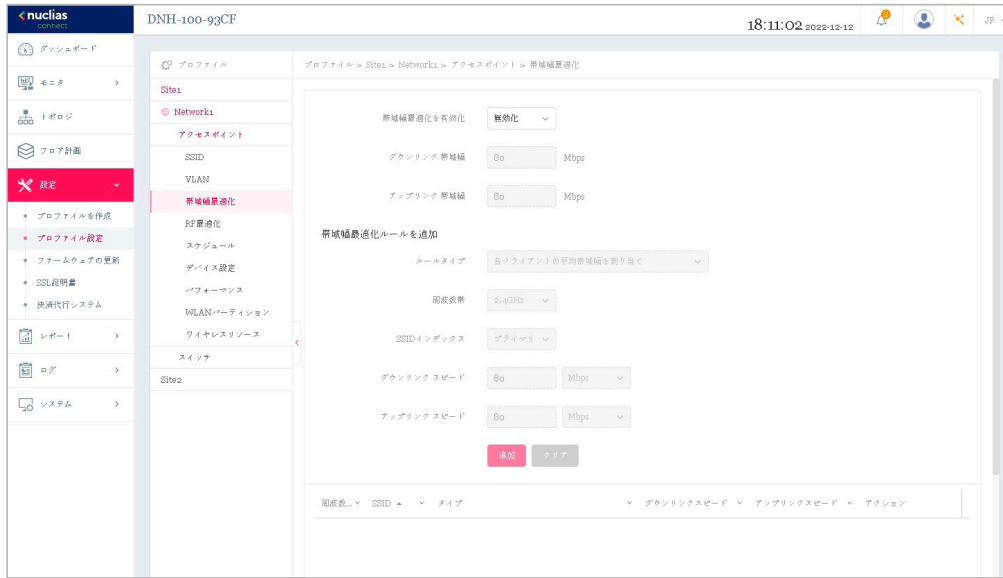 nuclias
connect
DNH-100-93CF
18:11:02 2022-12-12
2
JP
ダッシュボード
モニタ
トポロジ
フロア計画
設定
プロファイルを作成
プロファイル設定
ファームウェアの更新
SSL証明書
決済代行システム
レポート
ログ
システム
プロファイル
Site1
Network1
アクセスポイント
SSID
VLAN
帯域幅最適化
RF最適化
スケジュール
デバイス設定
パフォーマンス
WLANパーティション
ワイヤレスリソース
スイッチ
Site2
プロファイル > Site1 > Network1 > アクセスポイント > 帯域幅最適化
帯域幅最適化を有効化 無効化
ダウンリンク 帯域幅 80 Mbps
アップリンク 帯域幅 80 Mbps
帯域幅最適化ルールを追加
ルールタイプ 各クライアントの平均帯域幅を割り当て
周波数帯 2.4GHz
SSIDインデックス プライマリ
ダウンリンク スピード 80 Mbps
アップリンク スピード 80 Mbps
追加 クリア
周波数... SSID タイプ ダウンリンクスピード アップリンクスピード アクション